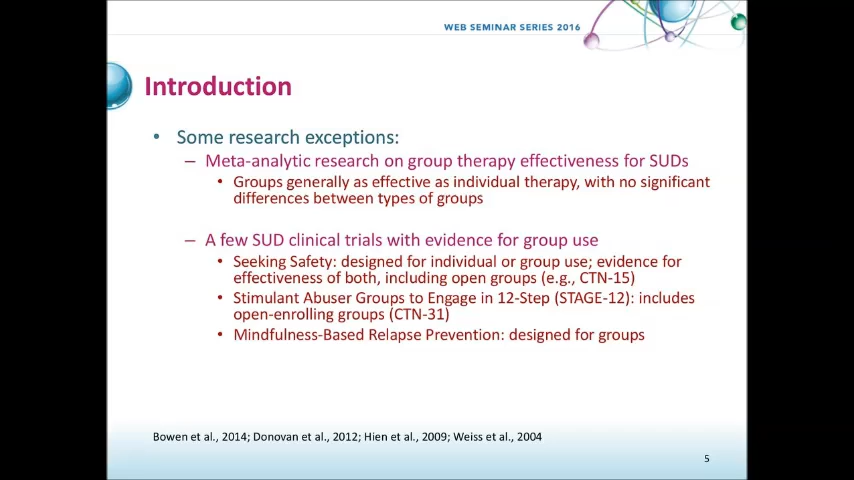 WEB SEMINAR SERIES 2016
Introduction
• Some research exceptions:
– Meta-analytic research on group therapy effectiveness for SUDs
• Groups generally as effective as individual therapy, with no significant
differences between types of groups
– A few SUD clinical trials with evidence for group use
• Seeking Safety: designed for individual or group use; evidence for
effectiveness of both, including open groups (e.g., CTN-15)
• Stimulant Abuser Groups to Engage in 12-Step (STAGE-12): includes
open-enrolling groups (CTN-31)
• Mindfulness-Based Relapse Prevention: designed for groups
Bowen et al., 2014; Donovan et al., 2012; Hien et al., 2009; Weiss et al., 2004
5